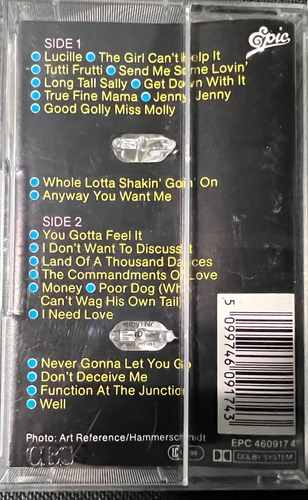 Epic
SIDE 1
Lucille The Girl Can't Help It
Tutti Frutti Send Me Some Lovin'
Long Tall Sally Get Down With It
True Fine Mama Jenny, Jenny
Good Golly Miss Molly
Whole Lotta Shakin' Goin' On
Anyway You Want Me
SIDE 2
You Gotta Feel It
I Don't Want To Discuss It
Land Of A Thousand Dances
The Commandments Of Love
Money Poor Dog (Who
Can't Wag His Own Tail)
I Need Love
Never Gonna Let You Go
Don't Deceive Me
Function At The Junction
Well
Photo: Art Reference/Hammerschmidt
EPC 460917 4
DOLBY SYSTEM
5 099746 091743